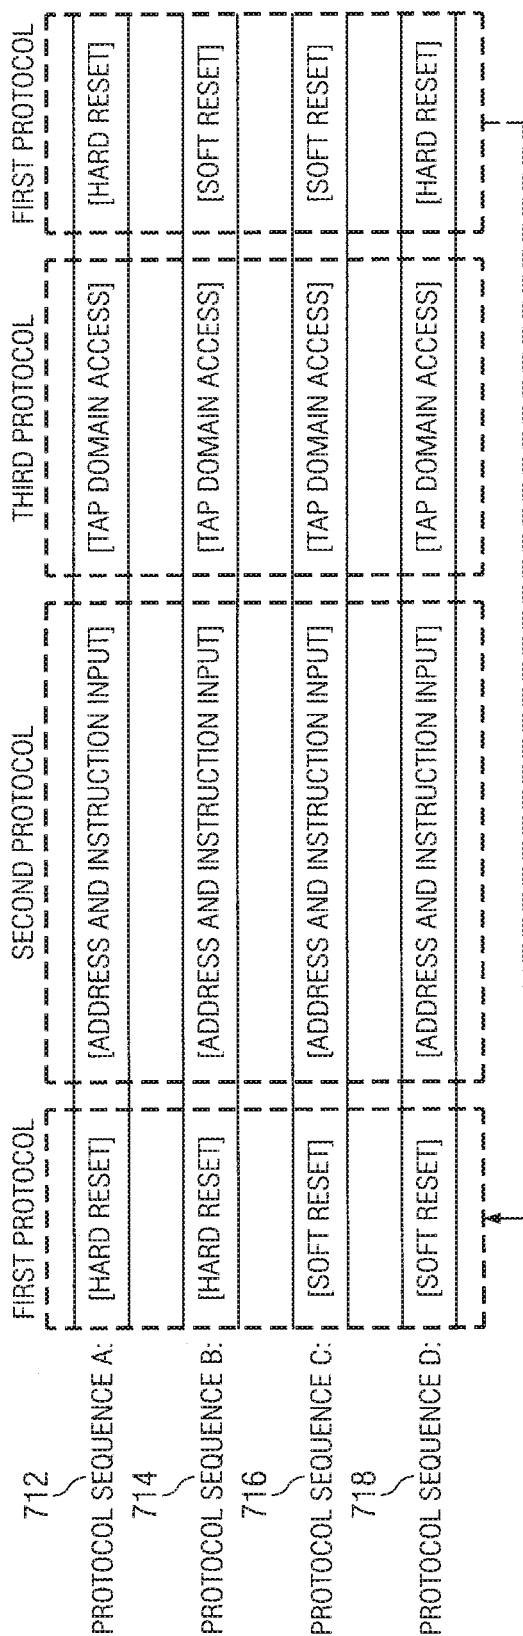 FIRST PROTOCOL SECOND PROTOCOL THIRD PROTOCOL FIRST PROTOCOL
712
PROTOCOL SEQUENCE A: [HARD RESET] [ADDRESS AND INSTRUCTION INPUT] [TAP DOMAIN ACCESS] [HARD RESET]
714
PROTOCOL SEQUENCE B: [HARD RESET] [ADDRESS AND INSTRUCTION INPUT] [TAP DOMAIN ACCESS] [SOFT RESET]
716
PROTOCOL SEQUENCE C: [SOFT RESET] [ADDRESS AND INSTRUCTION INPUT] [TAP DOMAIN ACCESS] [SOFT RESET]
718
PROTOCOL SEQUENCE D: [SOFT RESET] [ADDRESS AND INSTRUCTION INPUT] [TAP DOMAIN ACCESS] [HARD RESET]